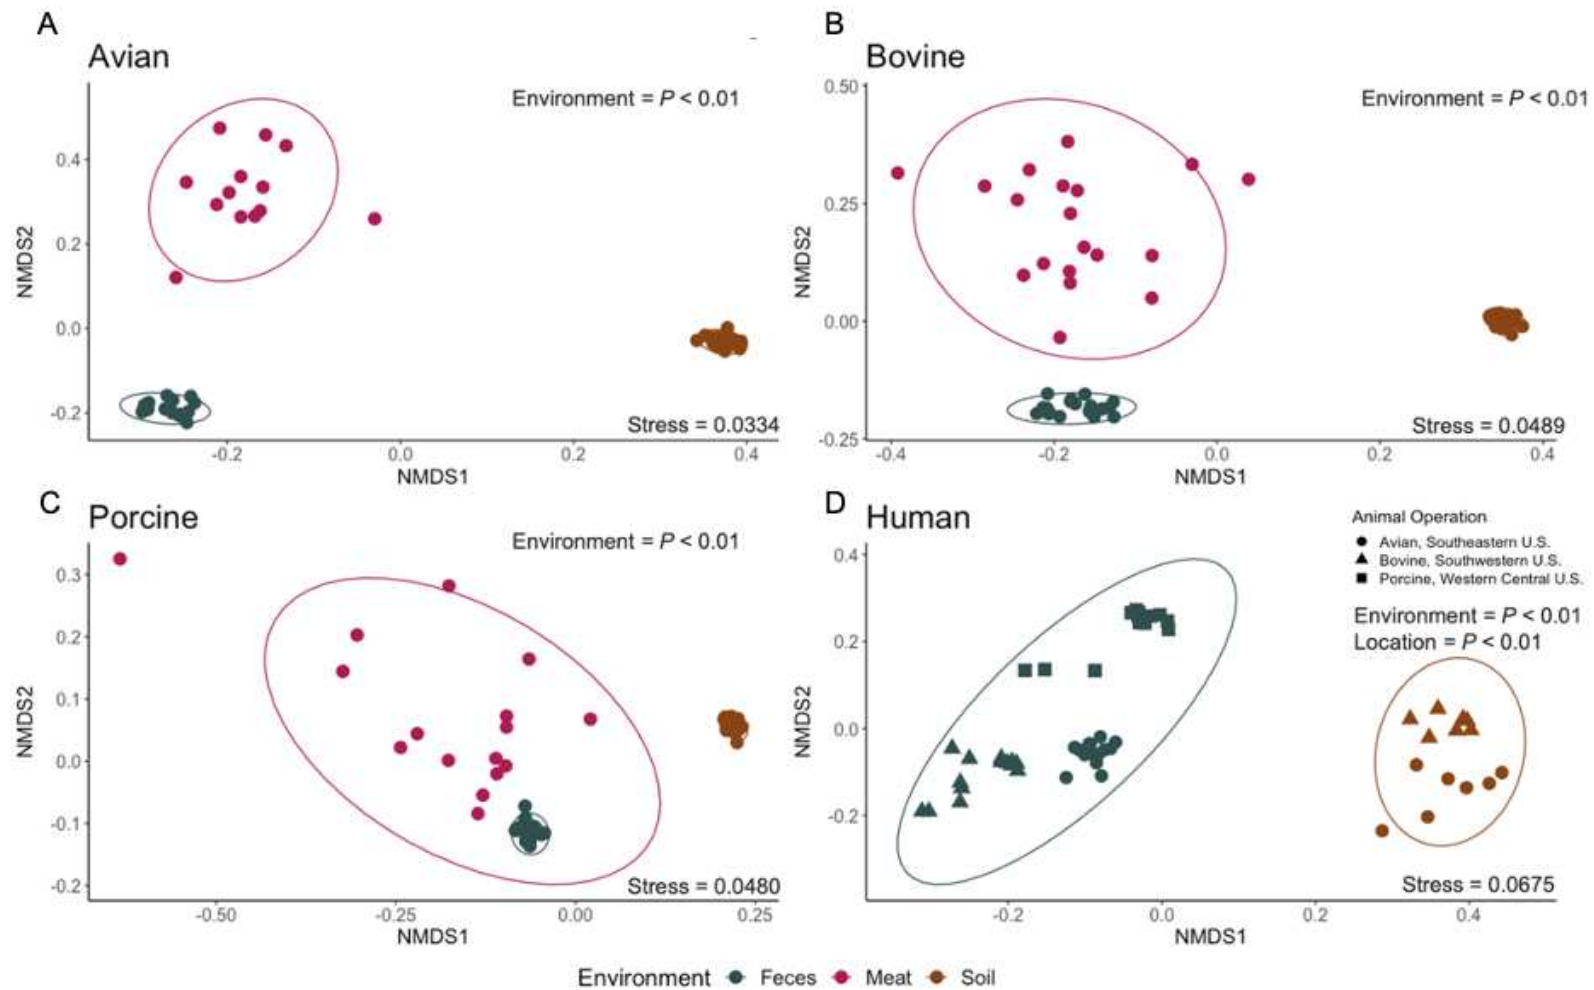 A
Avian
Environment = P < 0.01
0.4
0.2
0.0
-0.2
NMDS2
Stress = 0.0334
-0.2
0.0
0.2
0.4
NMDS1
B
Bovine
Environment = P < 0.01
0.50
0.25
0.00
-0.25
NMDS2
Stress = 0.0489
-0.4
-0.2
0.0
0.2
0.4
NMDS1
C
Porcine
Environment = P < 0.01
0.3
0.2
0.1
0.0
-0.1
-0.2
NMDS2
Stress = 0.0480
-0.50
-0.25
0.00
0.25
NMDS1
D
Human
Animal Operation
Avian, Southeastern U.S.
Bovine, Southwestern U.S.
Porcine, Western Central U.S.
Environment = P < 0.01
Location = P < 0.01
0.4
0.2
0.0
-0.2
NMDS2
Stress = 0.0675
-0.2
0.0
0.2
0.4
NMDS1
Environment Feces Meat Soil